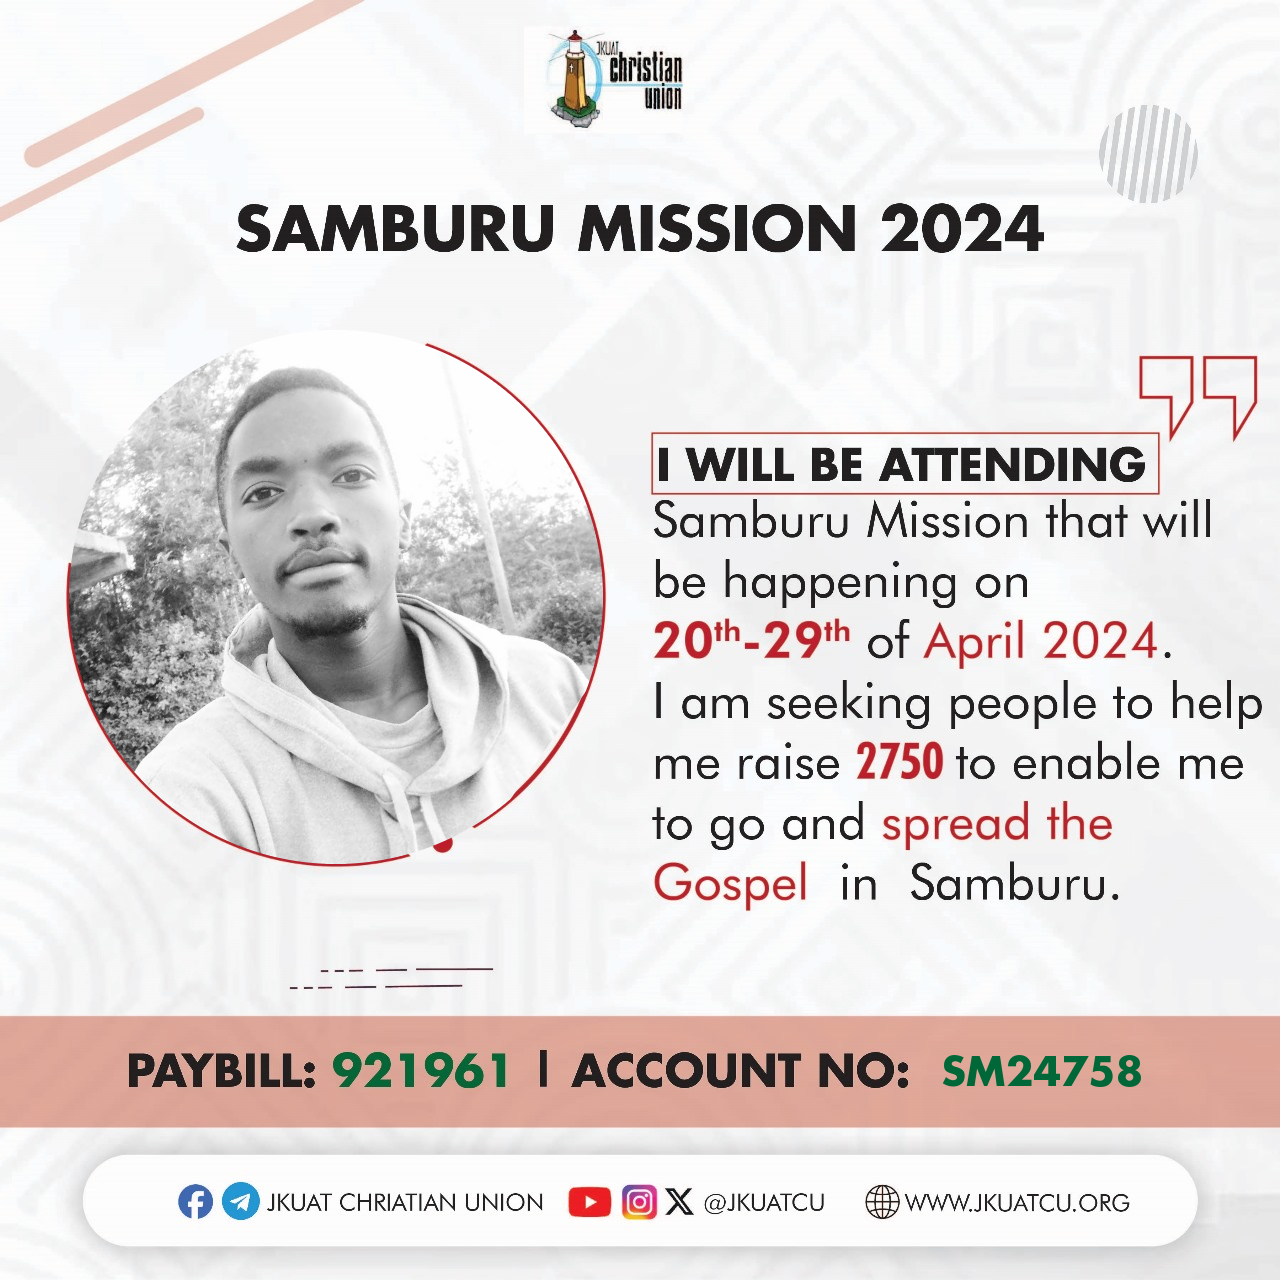 JKUAT
christian
union
SAMBURU MISSION 2024
I WILL BE ATTENDING
Samburu Mission that will
be happening on
20th-29th of April 2024.
I am seeking people to help
me raise 2750 to enable me
to go and spread the
Gospel in Samburu.
PAYBILL: 921961 | ACCOUNT NO: SM24758
JKUAT CHRIATIAN UNION @JKUATCU WWW.JKUATCU.ORG